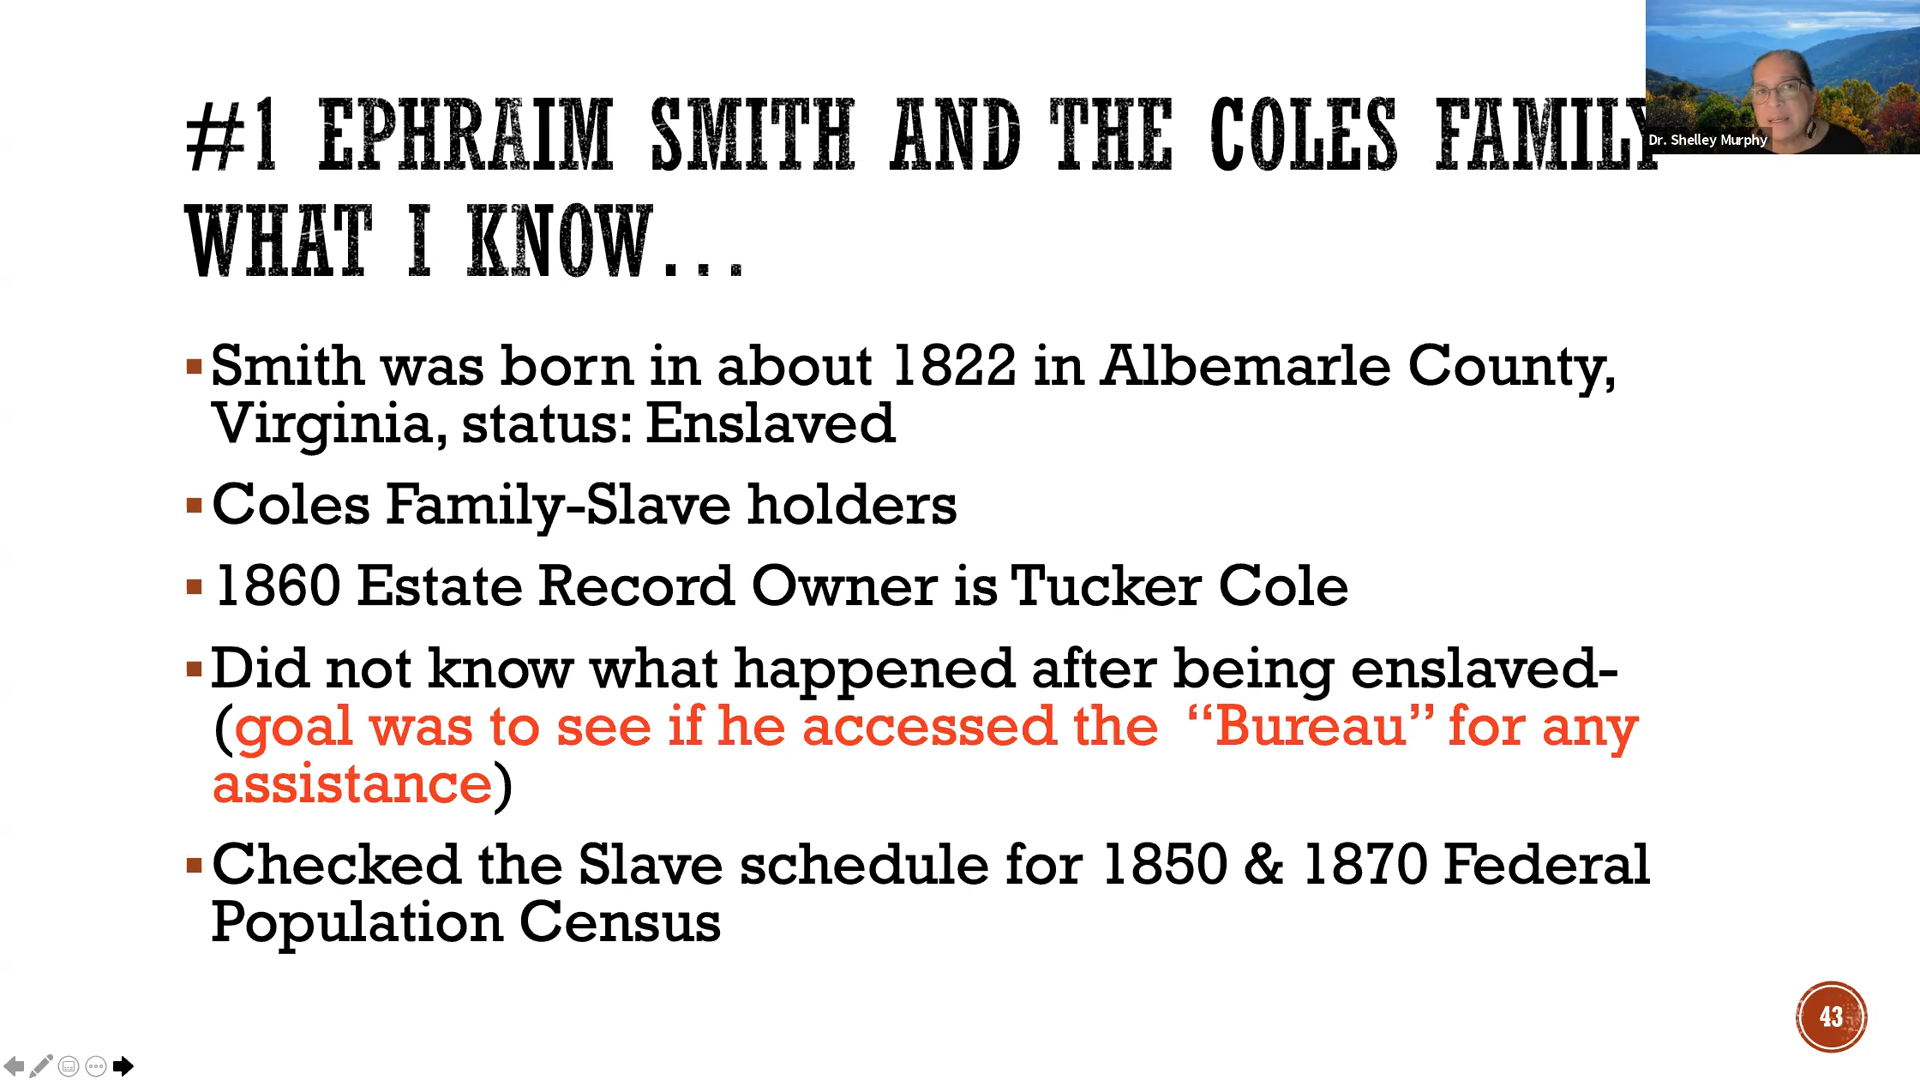 #1 EPHRAIM SMITH AND THE COLES FAMILY
WHAT I KNOW...
Dr. Shelley Murphy
▪Smith was born in about 1822 in Albemarle County,
Virginia, status: Enslaved
▪Coles Family-Slave holders
▪1860 Estate Record Owner is Tucker Cole
▪Did not know what happened after being enslaved-
(goal was to see if he accessed the “Bureau” for any
assistance)
▪Checked the Slave schedule for 1850 & 1870 Federal
Population Census
43